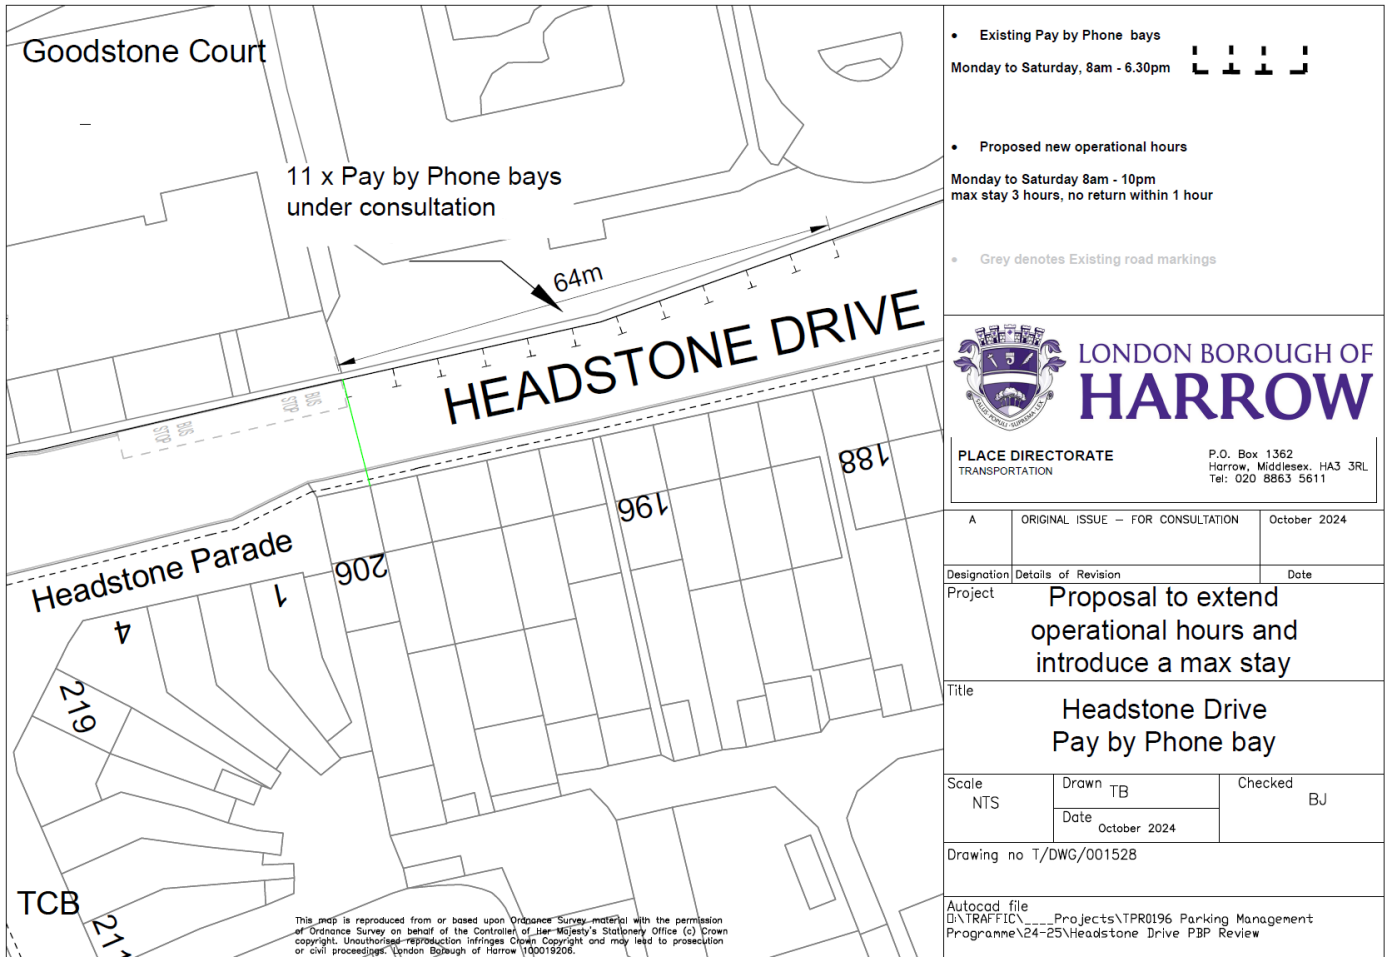 Goodstone Court
11 x Pay by Phone bays
under consultation
64m
HEADSTONE DRIVE
BUS
STOP
BUS
STOP
188
196
206
Headstone Parade
1
4
219
TCB
211
This map is reproduced from or based upon Ordnance Survey material with the permission
of Ordnance Survey on behalf of the Controller of Her Majesty's Stationery Office (c) Crown
copyright. Unauthorised reproduction infringes Crown Copyright and may lead to prosecution
or civil proceedings. London Borough of Harrow 100019206.
• Existing Pay by Phone bays
Monday to Saturday, 8am - 6.30pm
• Proposed new operational hours
Monday to Saturday 8am - 10pm
max stay 3 hours, no return within 1 hour
• Grey denotes Existing road markings
LONDON BOROUGH OF
HARROW
SALUS POPULI SUPREMA LEX
PLACE DIRECTORATE
TRANSPORTATION
P.O. Box 1362
Harrow, Middlesex. HA3 3RL
Tel: 020 8863 5611
A ORIGINAL ISSUE – FOR CONSULTATION October 2024
Designation Details of Revision Date
Project
Proposal to extend
operational hours and
introduce a max stay
Title
Headstone Drive
Pay by Phone bay
Scale
NTS
Drawn TB
Date
October 2024
Checked
BJ
Drawing no T/DWG/001528
Autocad file
D:\TRAFFIC\____Projects\TPR0196 Parking Management
Programme\24-25\Headstone Drive PBP Review